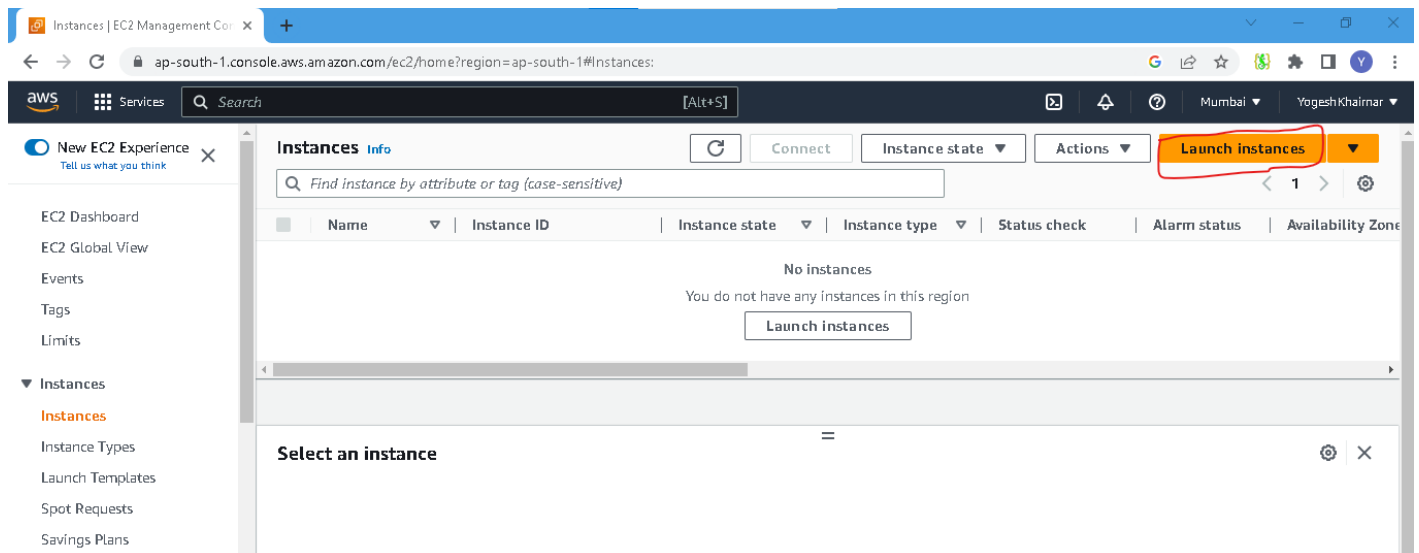 Instances | EC2 Management Con
ap-south-1.console.aws.amazon.com/ec2/home?region=ap-south-1#Instances:
G
Y
aws
Services
Search
[Alt+S]
Mumbai
YogeshKhairnar
New EC2 Experience
Tell us what you think
EC2 Dashboard
EC2 Global View
Events
Tags
Limits
Instances
Instances
Instance Types
Launch Templates
Spot Requests
Savings Plans
Instances Info
Connect
Instance state
Actions
Launch instances
Find instance by attribute or tag (case-sensitive)
1
Name
Instance ID
Instance state
Instance type
Status check
Alarm status
Availability Zone
No instances
You do not have any instances in this region
Launch instances
Select an instance